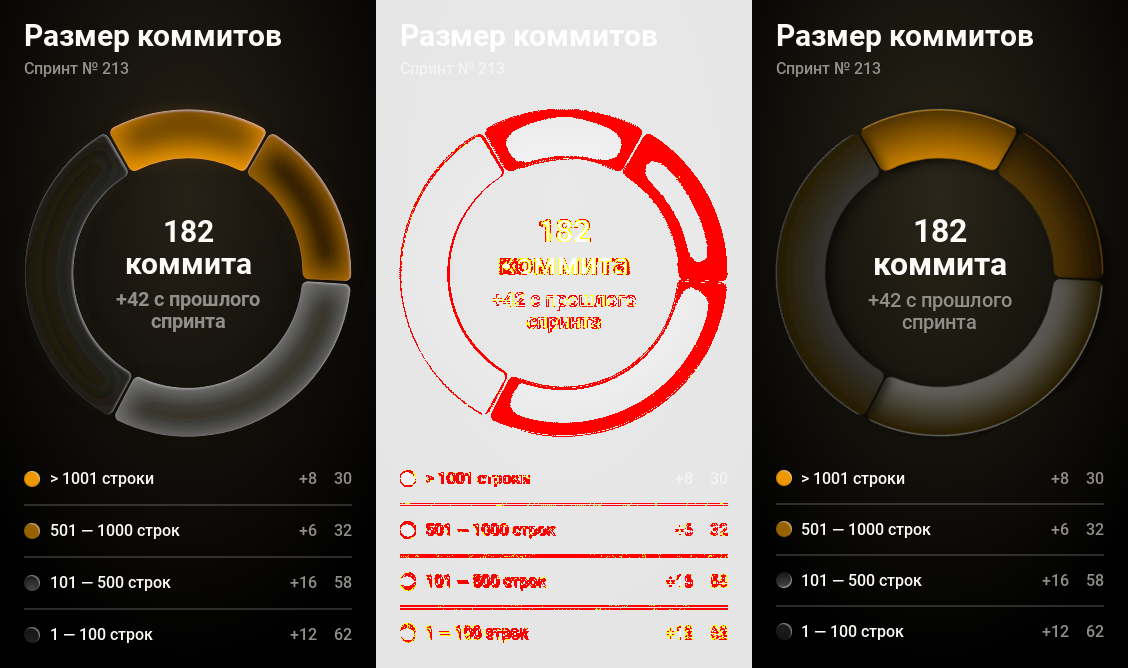 Размер коммитов
Спринт № 213
182
коммита
+42 с прошлого
спринта
> 1001 строки +8 30
501 — 1000 строк +6 32
101 — 500 строк +16 58
1 — 100 строк +12 62
Размер коммитов
Спринт № 213
182
коммита
+42 с прошлого
спринта
> 1001 строки +8 30
501 — 1000 строк +6 32
101 — 500 строк +16 58
1 — 100 строк +12 62
Размер коммитов
Спринт № 213
182
коммита
+42 с прошлого
спринта
> 1001 строки +8 30
501 — 1000 строк +6 32
101 — 500 строк +16 58
1 — 100 строк +12 62